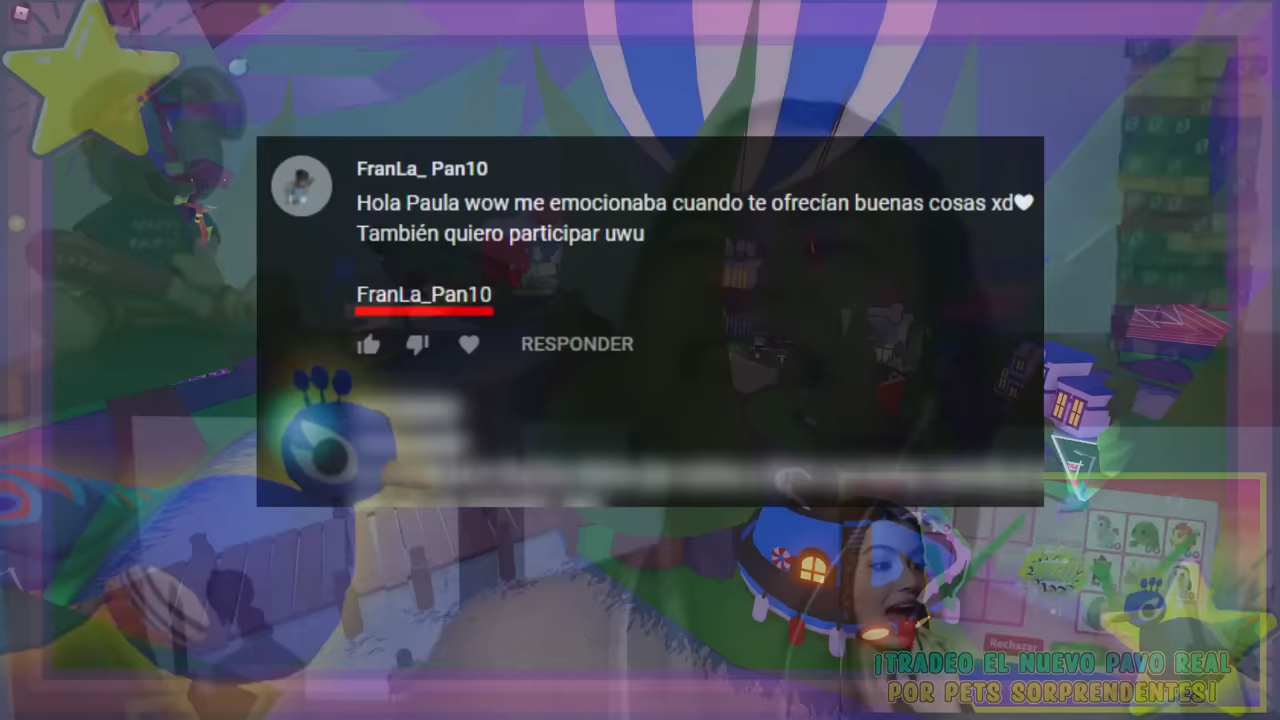 FranLa_ Pan10
Hola Paula wow me emocionaba cuando te ofrecían buenas cosas xd🤍
También quiero participar uwu
FranLa_Pan10
RESPONDER
Rechazar
¡TRADEO EL NUEVO PAVO REAL
POR PETS SORPRENDENTES!